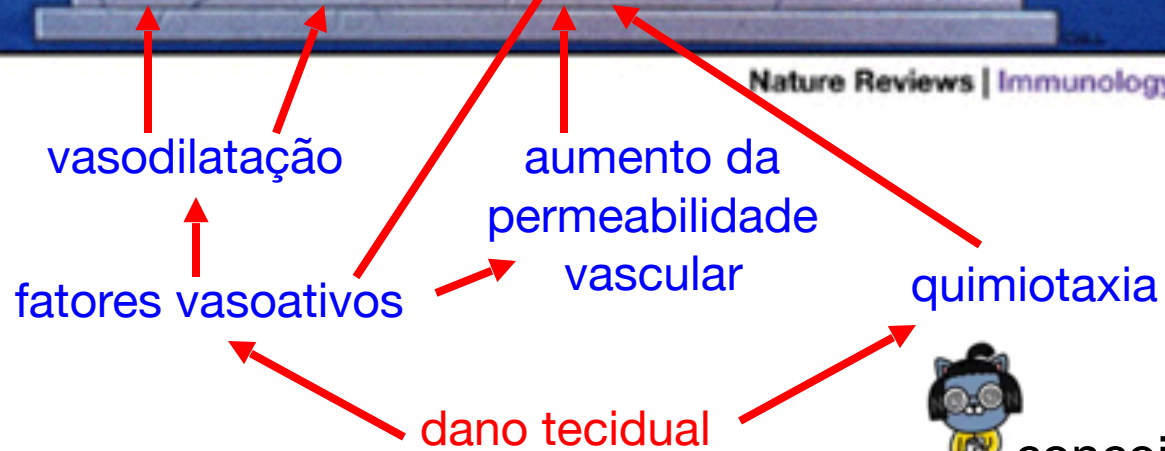 Nature Reviews | Immunology
vasodilatação
aumento da
permeabilidade
vascular
fatores vasoativos
quimiotaxia
dano tecidual